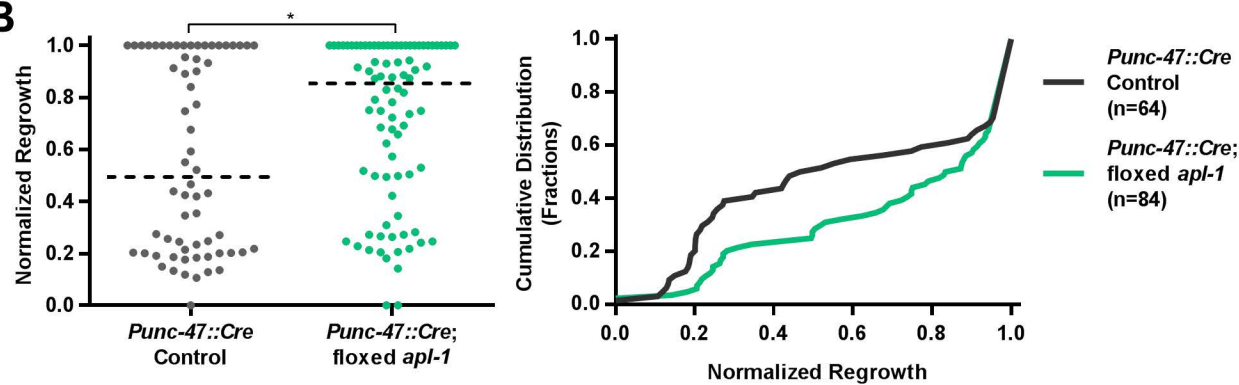 B
*
1.0
0.8
0.6
0.4
0.2
0.0
Normalized Regrowth
Punc-47::Cre
Control
Punc-47::Cre;
floxed apl-1
1.0
0.8
0.6
0.4
0.2
0.0
Cumulative Distribution
(Fractions)
0.0 0.2 0.4 0.6 0.8 1.0
Normalized Regrowth
Punc-47::Cre
Control
(n=64)
Punc-47::Cre;
floxed apl-1
(n=84)